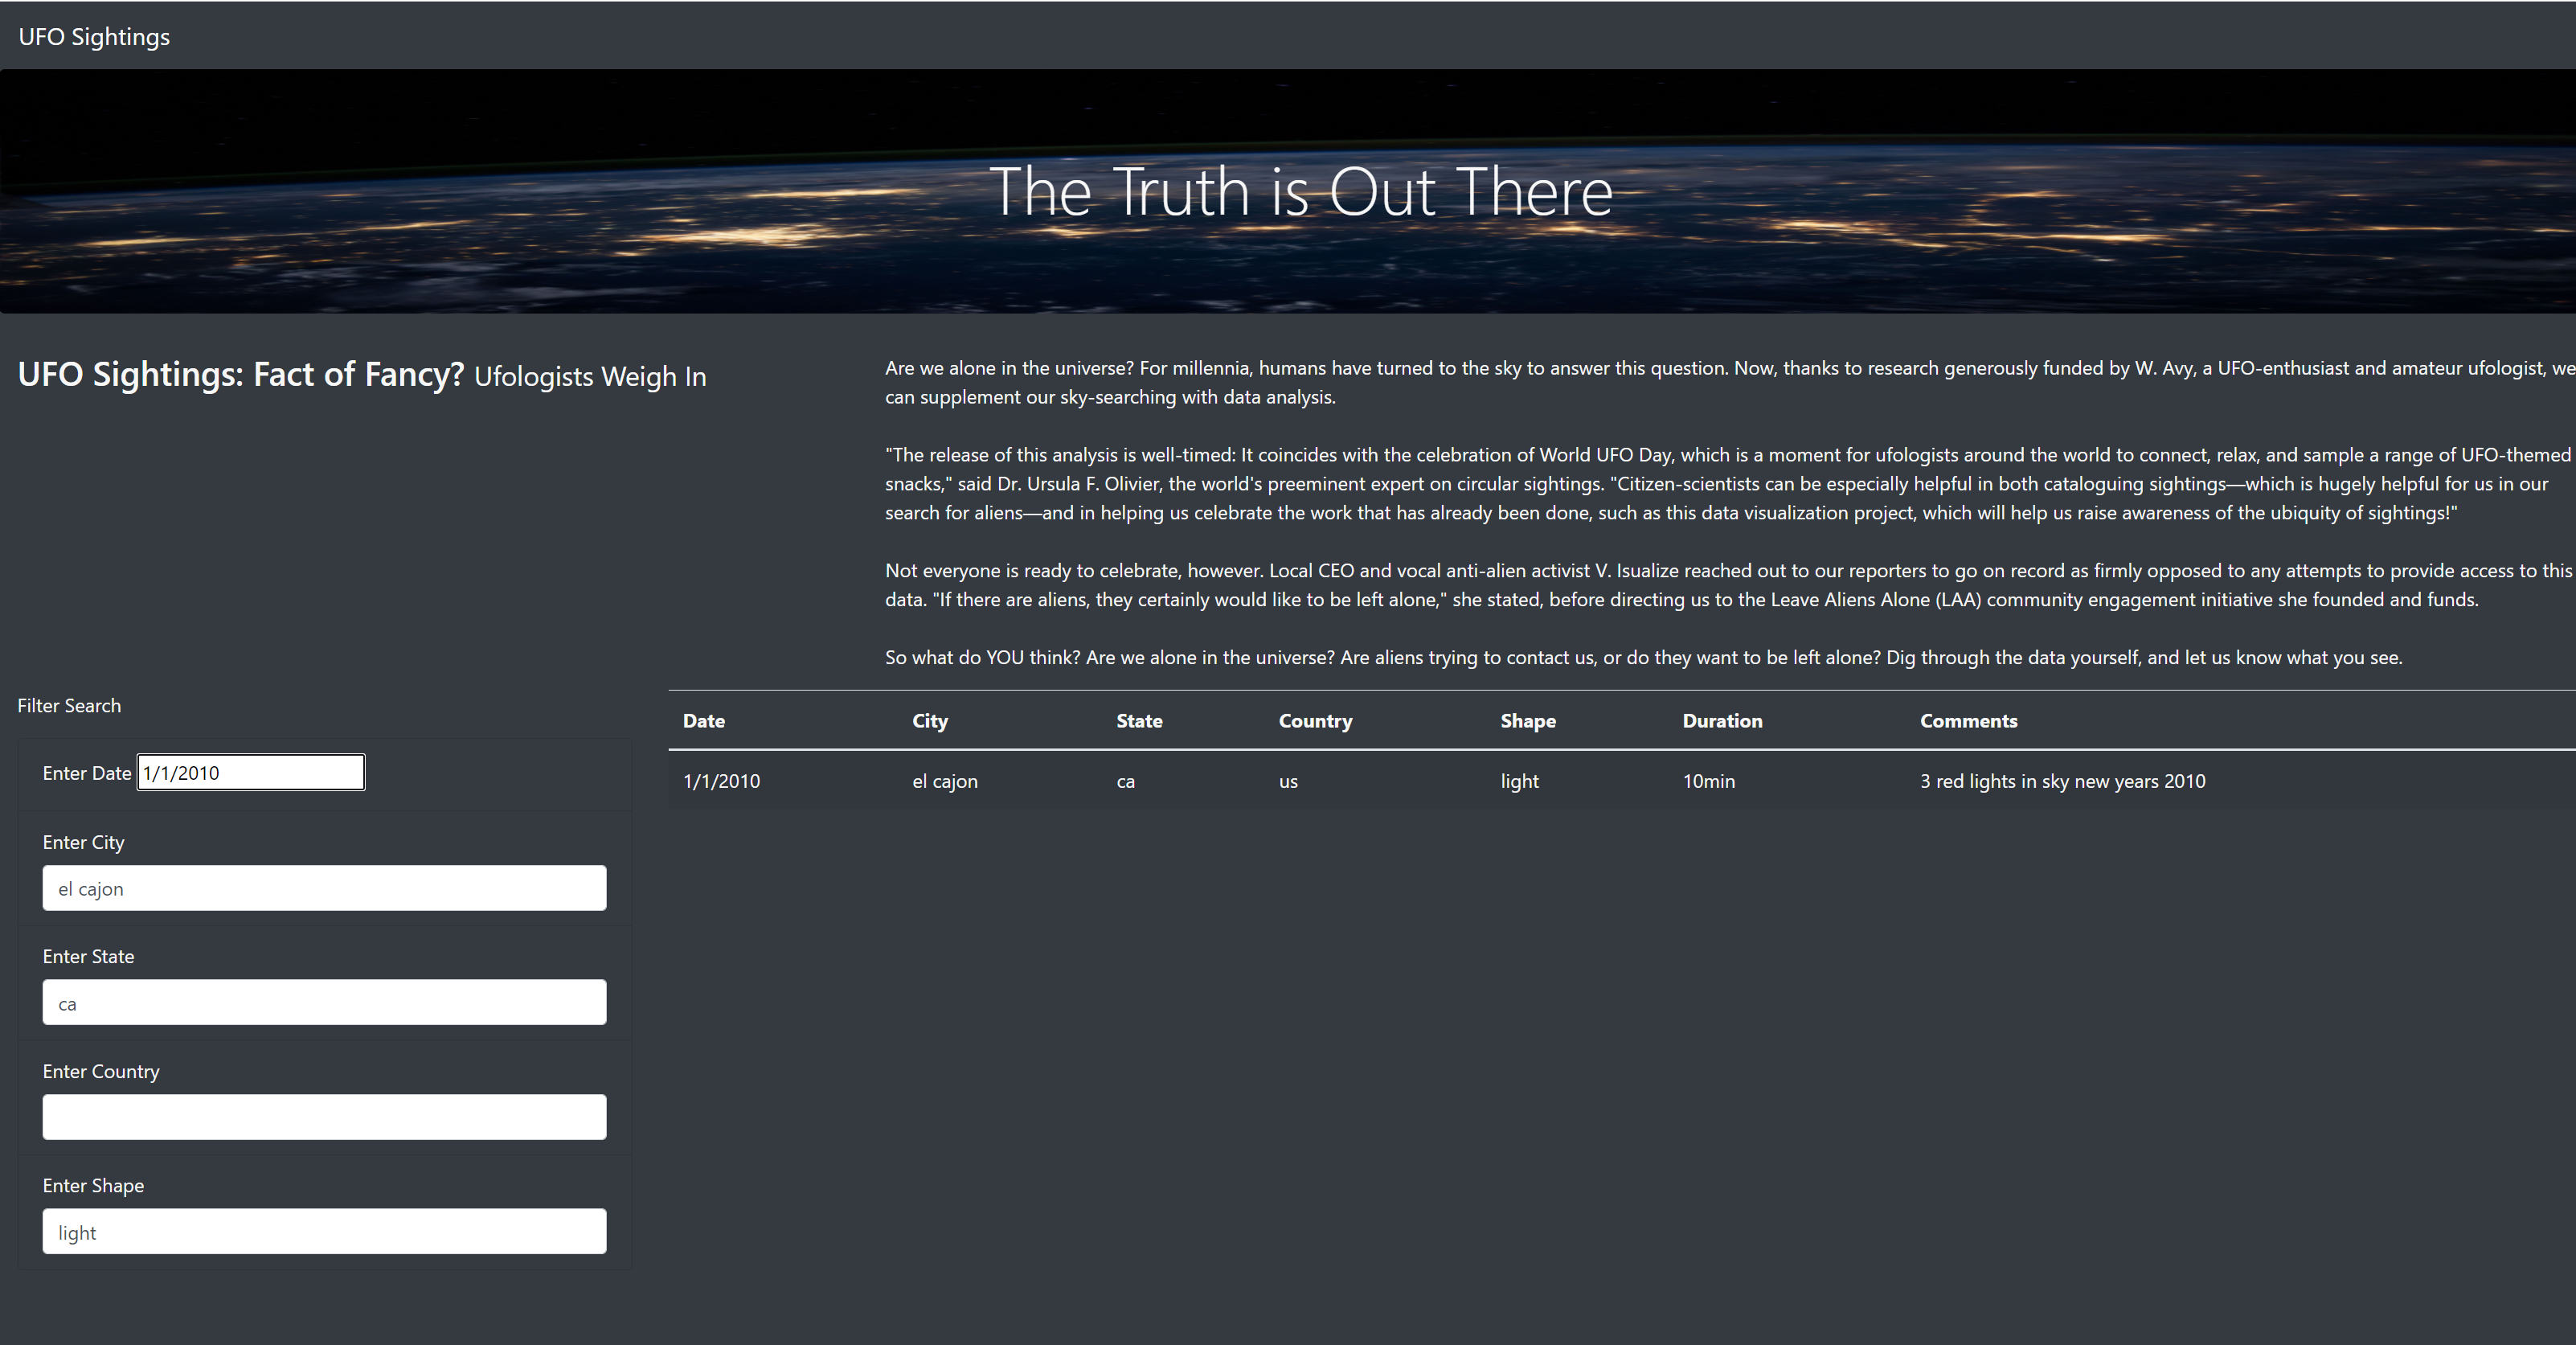 UFO Sightings
The Truth is Out There
UFO Sightings: Fact of Fancy? Ufologists Weigh In
Are we alone in the universe? For millennia, humans have turned to the sky to answer this question. Now, thanks to research generously funded by W. Avy, a UFO-enthusiast and amateur ufologist, we
can supplement our sky-searching with data analysis.
"The release of this analysis is well-timed: It coincides with the celebration of World UFO Day, which is a moment for ufologists around the world to connect, relax, and sample a range of UFO-themed
snacks," said Dr. Ursula F. Olivier, the world's preeminent expert on circular sightings. "Citizen-scientists can be especially helpful in both cataloguing sightings—which is hugely helpful for us in our
search for aliens—and in helping us celebrate the work that has already been done, such as this data visualization project, which will help us raise awareness of the ubiquity of sightings!"
Not everyone is ready to celebrate, however. Local CEO and vocal anti-alien activist V. Isualize reached out to our reporters to go on record as firmly opposed to any attempts to provide access to this
data. "If there are aliens, they certainly would like to be left alone," she stated, before directing us to the Leave Aliens Alone (LAA) community engagement initiative she founded and funds.
So what do YOU think? Are we alone in the universe? Are aliens trying to contact us, or do they want to be left alone? Dig through the data yourself, and let us know what you see.
Filter Search
Enter Date 1/1/2010
Enter City
el cajon
Enter State
ca
Enter Country
Enter Shape
light
Date City State Country Shape Duration Comments
1/1/2010 el cajon ca us light 10min 3 red lights in sky new years 2010